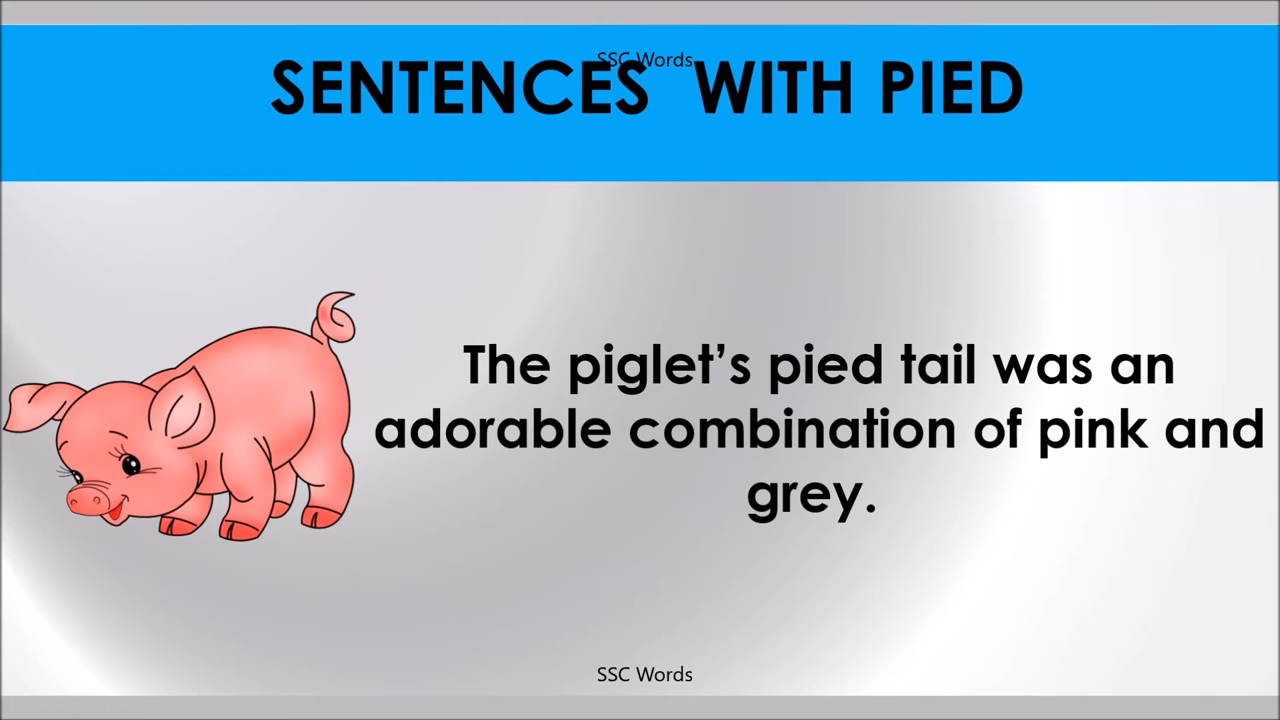 SSC Words
SENTENCES WITH PIED
The piglet’s pied tail was an
adorable combination of pink and
grey.
SSC Words